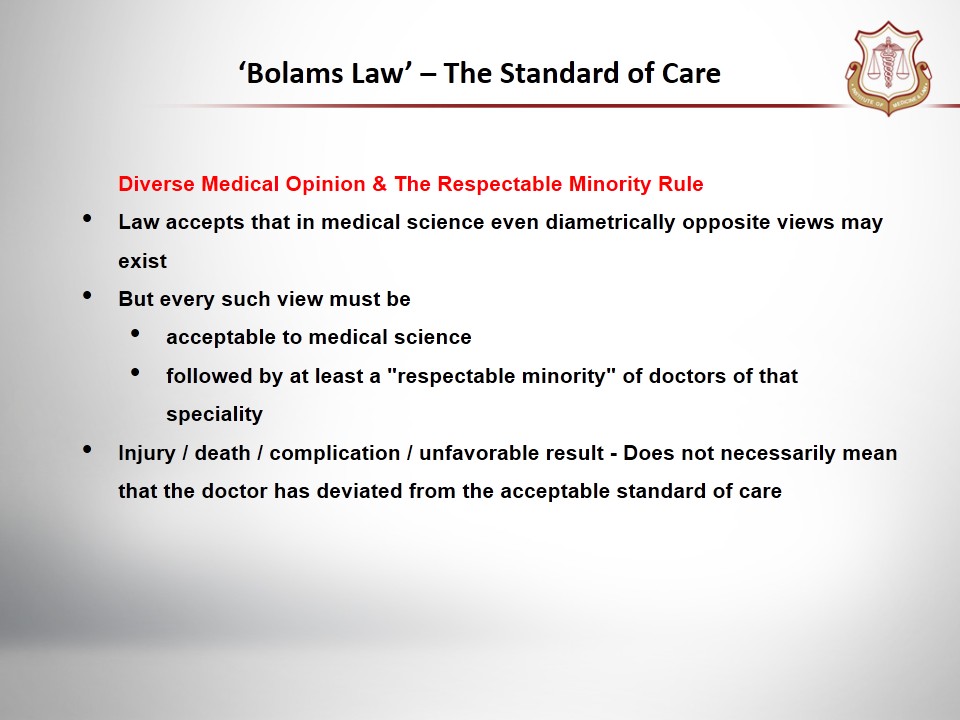 ‘Bolams Law’ – The Standard of Care
INSTITUTE OF MEDICINE & LAW
Diverse Medical Opinion & The Respectable Minority Rule
• Law accepts that in medical science even diametrically opposite views may
exist
• But every such view must be
• acceptable to medical science
• followed by at least a "respectable minority" of doctors of that
speciality
• Injury / death / complication / unfavorable result - Does not necessarily mean
that the doctor has deviated from the acceptable standard of care